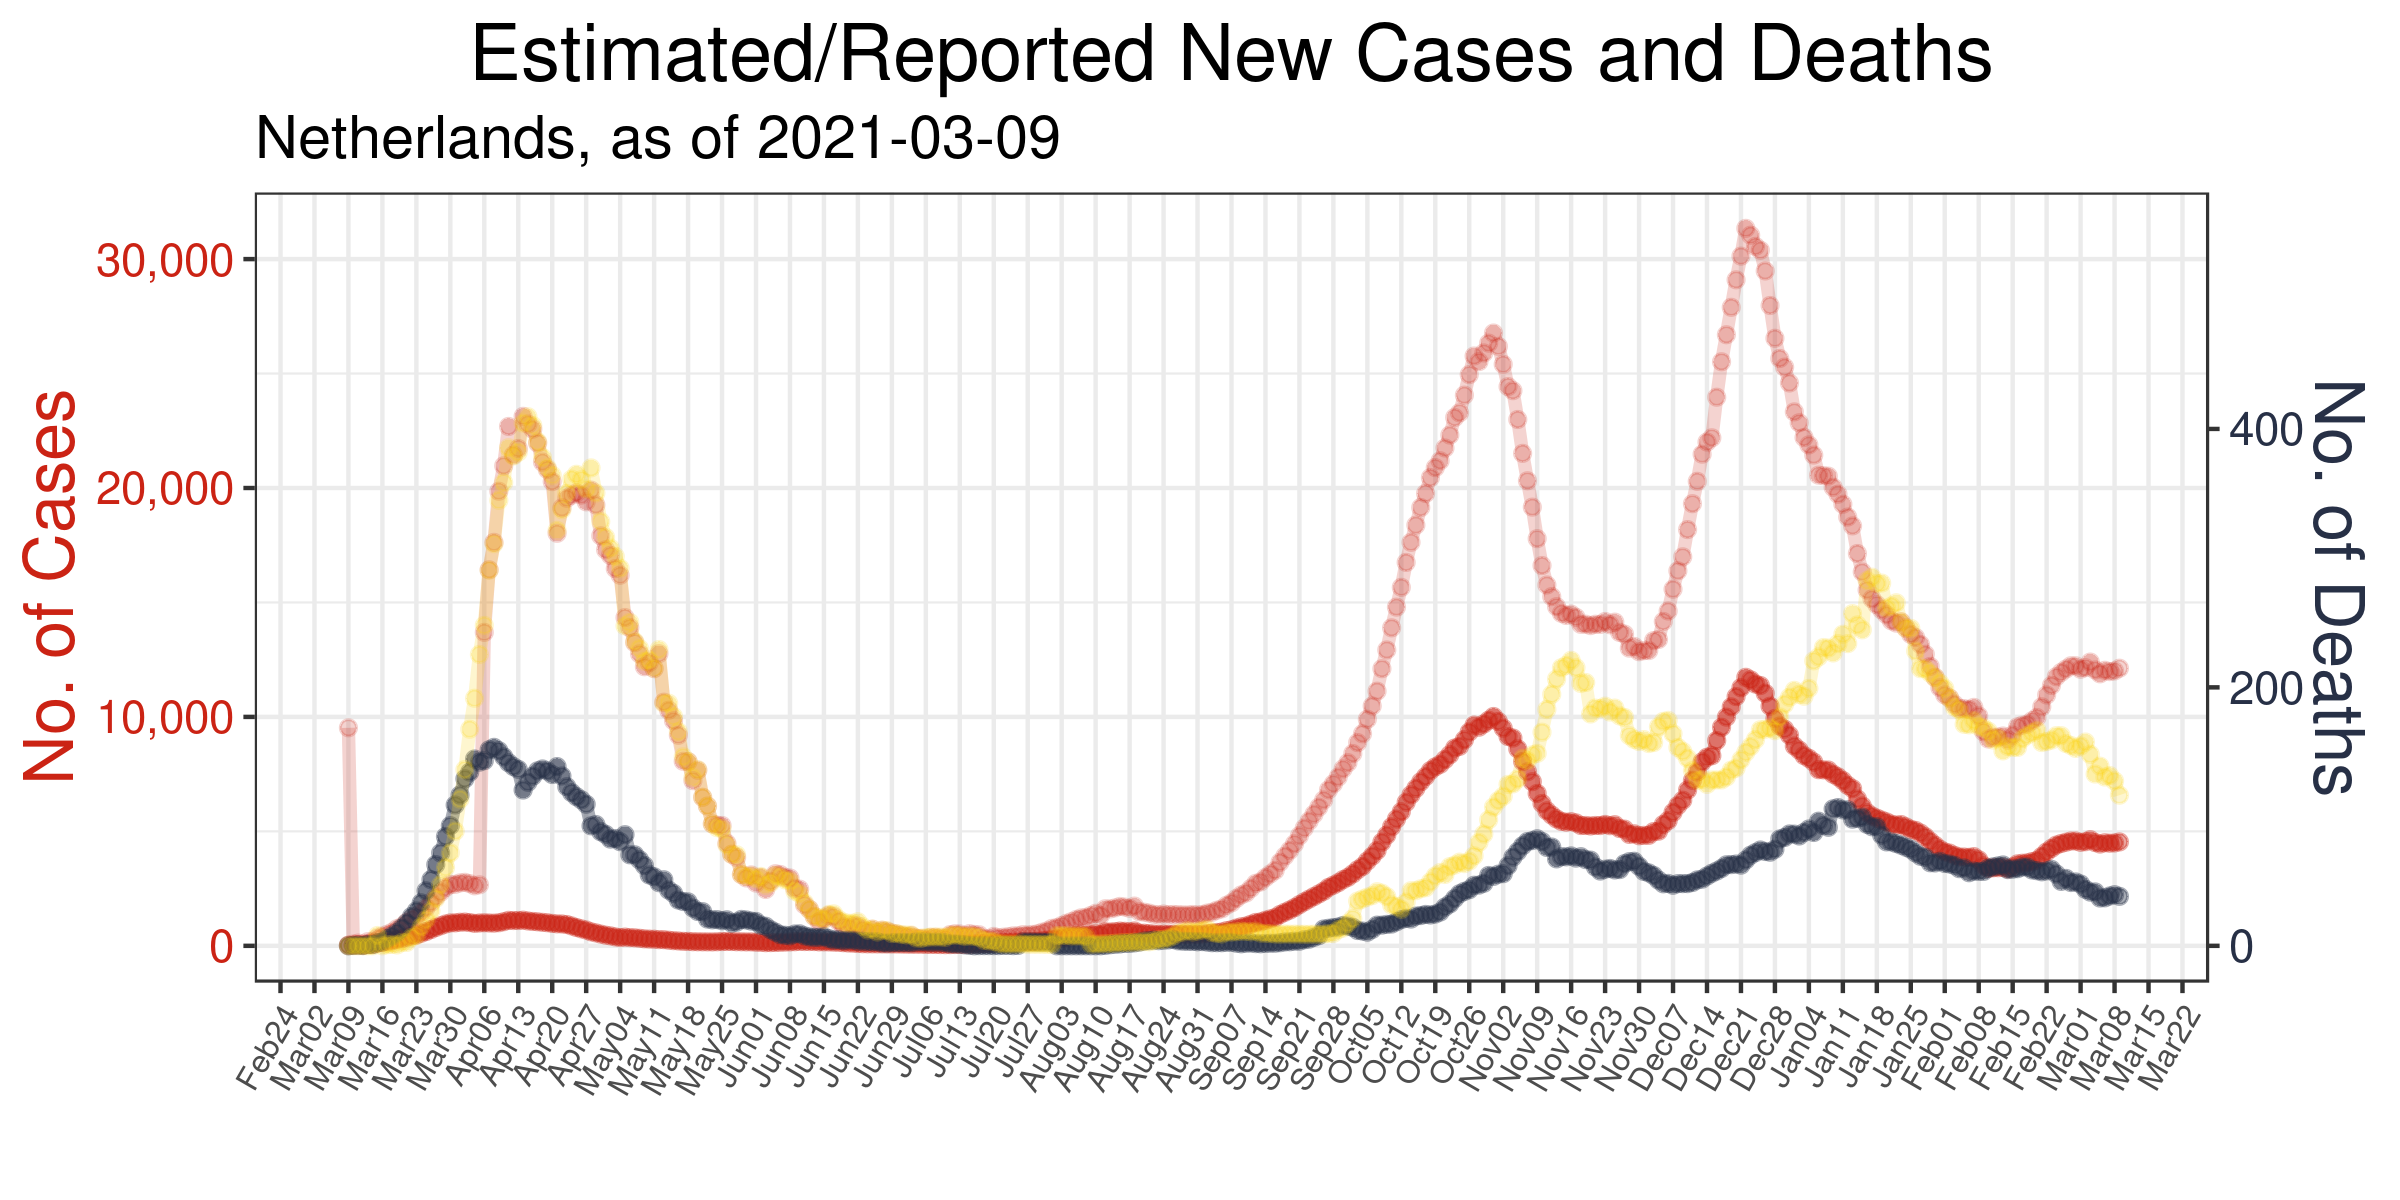 Estimated/Reported New Cases and Deaths
Netherlands, as of 2021-03-09
No. of Cases
30,000
20,000
10,000
0
No. of Deaths
400
200
0
Feb24
Mar02
Mar09
Mar16
Mar23
Mar30
Apr06
Apr13
Apr20
Apr27
May04
May11
May18
May25
Jun01
Jun08
Jun15
Jun22
Jun29
Jul06
Jul13
Jul20
Jul27
Aug03
Aug10
Aug17
Aug24
Aug31
Sep07
Sep14
Sep21
Sep28
Oct05
Oct12
Oct19
Oct26
Nov02
Nov09
Nov16
Nov23
Nov30
Dec07
Dec14
Dec21
Dec28
Jan04
Jan11
Jan18
Jan25
Feb01
Feb08
Feb15
Feb22
Mar01
Mar08
Mar15
Mar22